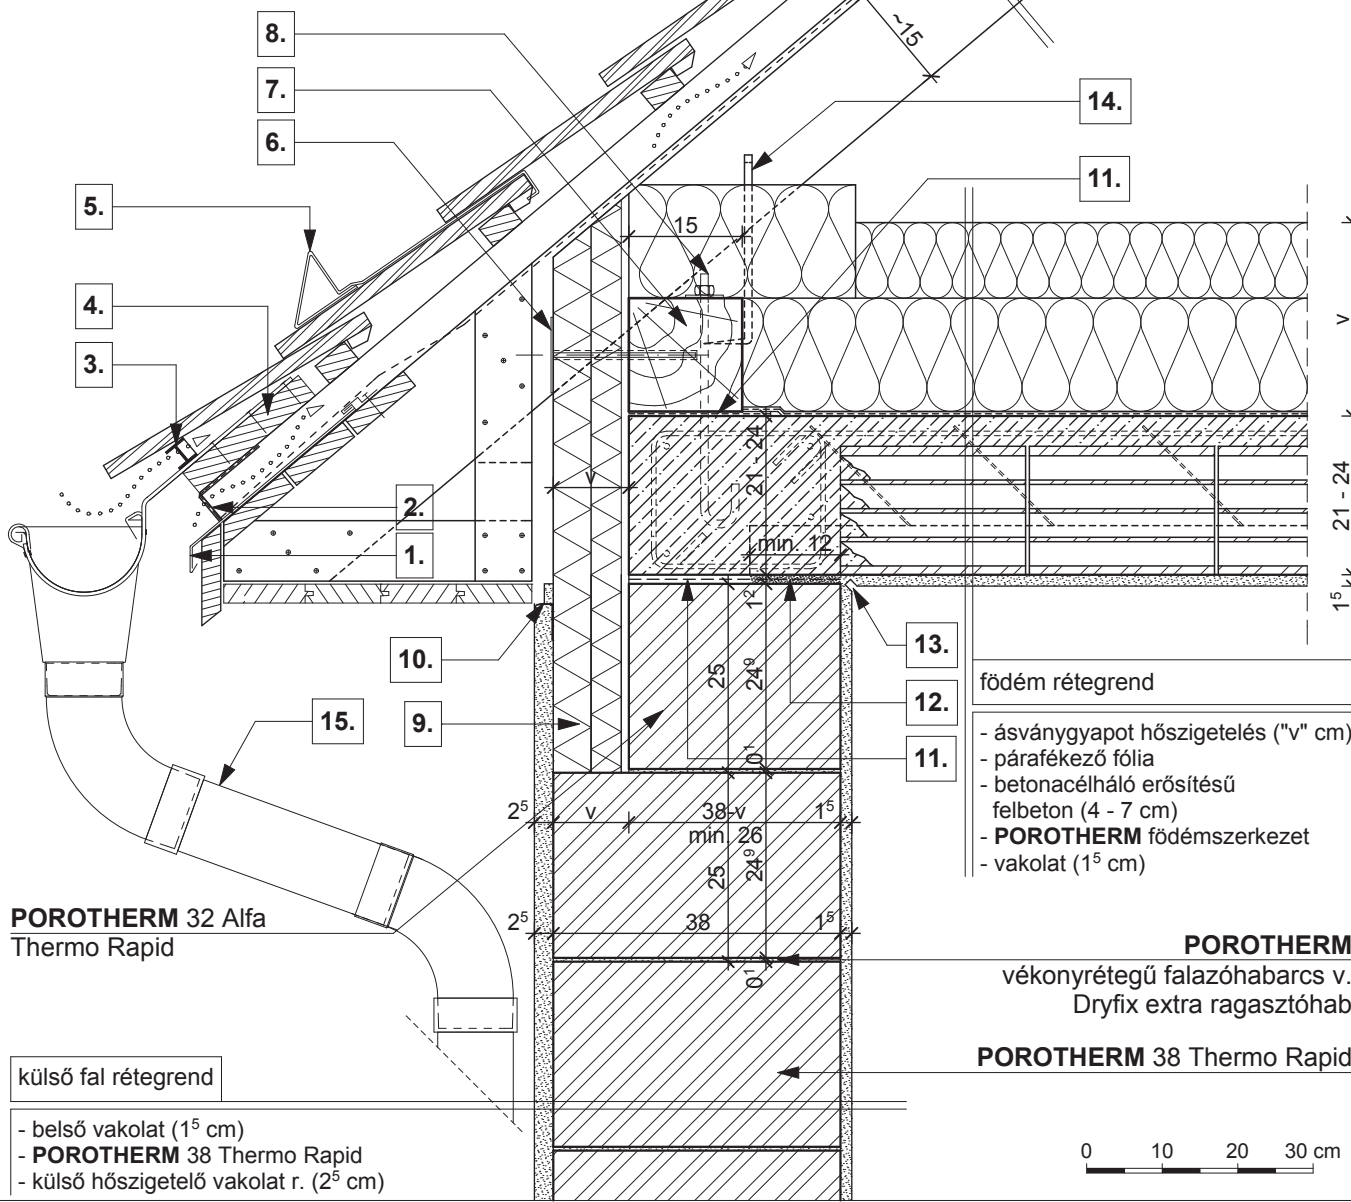 8.
7.
6.
5.
4.
3.
2.
1.
~15
14.
11.
15
v
21 - 24
1⁵
v
21 - 24
min. 12
1²
10.
9.
15.
13.
12.
11.
25
24⁹
0¹
2⁵
v
38-v
1⁵
min. 26
25
24⁹
2⁵
38
1⁵
0¹
födém rétegrend
- ásványgyapot hőszigetelés ("v" cm)
- párafékező fólia
- betonacélháló erősítésű
felbeton (4 - 7 cm)
- POROTHERM födémszerkezet
- vakolat (1⁵ cm)
POROTHERM 32 Alfa
Thermo Rapid
POROTHERM
vékonyrétegű falazóhabarcs v.
Dryfix extra ragasztóhab
POROTHERM 38 Thermo Rapid
külső fal rétegrend
- belső vakolat (1⁵ cm)
- POROTHERM 38 Thermo Rapid
- külső hőszigetelő vakolat r. (2⁵ cm)
0 10 20 30 cm